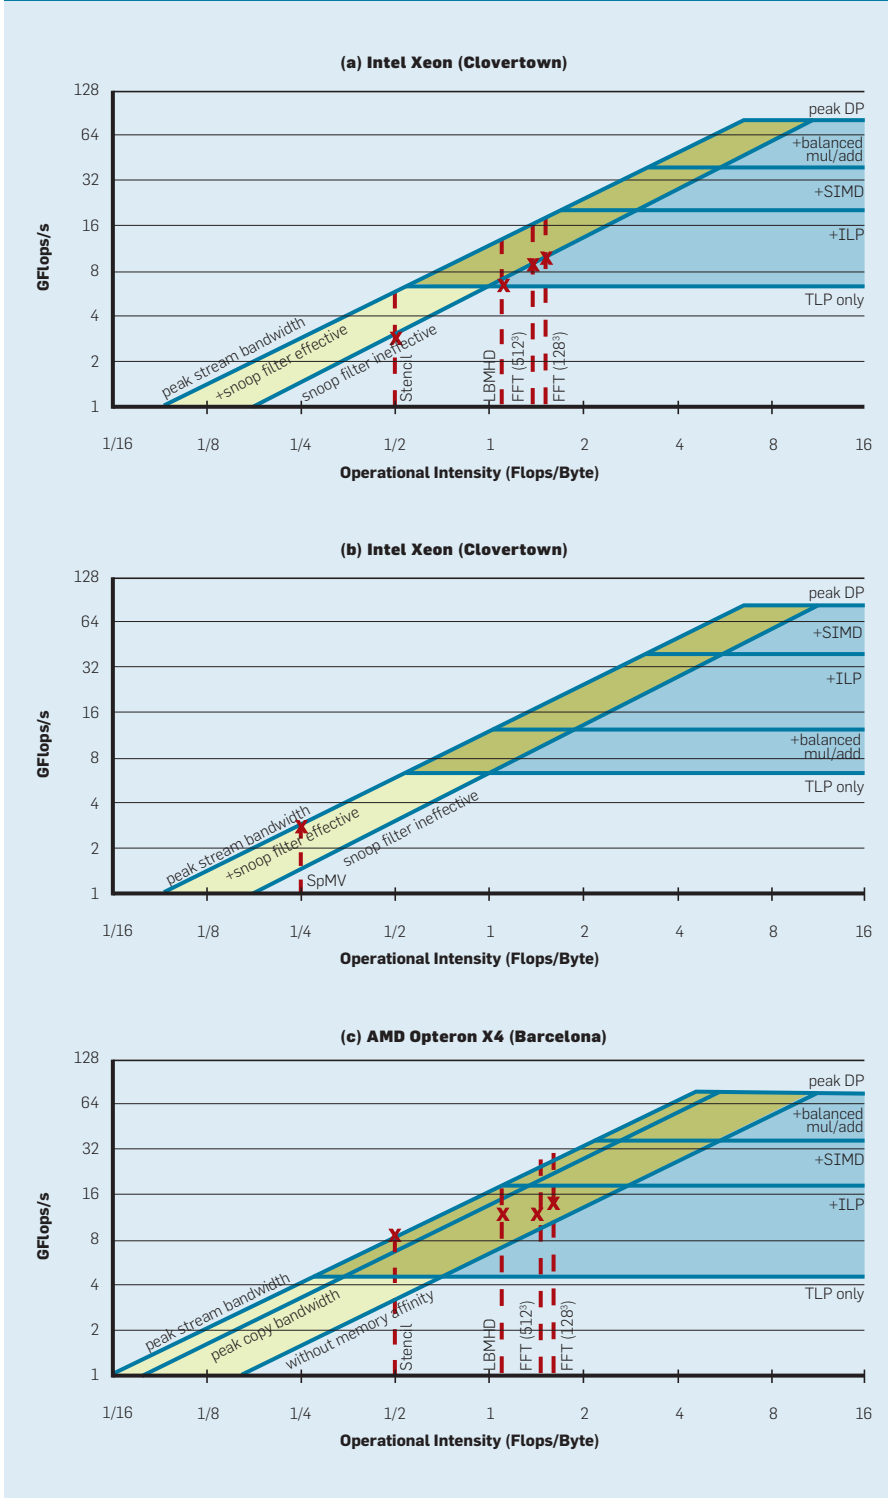 (a) Intel Xeon (Clovertown)
128
64
32
16
8
4
2
1
GFlops/s
peak DP
+balanced
mul/add
+SIMD
+ILP
TLP only
peak stream bandwidth
+snoop filter effective
snoop filter ineffective
Stencil
LBMHD
FFT (512³)
FFT (128³)
1/16
1/8
1/4
1/2
1
2
4
8
16
Operational Intensity (Flops/Byte)
(b) Intel Xeon (Clovertown)
128
64
32
16
8
4
2
1
GFlops/s
peak DP
+SIMD
+ILP
+balanced
mul/add
TLP only
peak stream bandwidth
+snoop filter effective
snoop filter ineffective
SpMV
1/16
1/8
1/4
1/2
1
2
4
8
16
Operational Intensity (Flops/Byte)
(c) AMD Opteron X4 (Barcelona)
128
64
32
16
8
4
2
1
GFlops/s
peak DP
+balanced
mul/add
+SIMD
+ILP
TLP only
peak stream bandwidth
peak copy bandwidth
without memory affinity
Stencil
LBMHD
FFT (512³)
FFT (128³)
1/16
1/8
1/4
1/2
1
2
4
8
16
Operational Intensity (Flops/Byte)